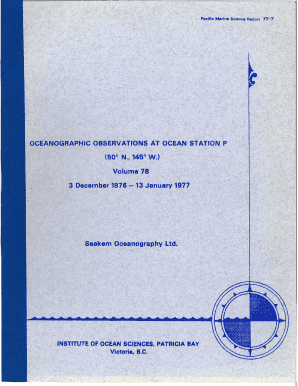 Pacific Marine Science Report 77-7
OCEANOGRAPHIC OBSERVATIONS AT OCEAN STATION P
(50° N., 145° W.)
Volume 78
3 December 1976 — 13 January 1977
Seakem Oceanography Ltd.
INSTITUTE OF OCEAN SCIENCES, PATRICIA BAY
Victoria, B.C.